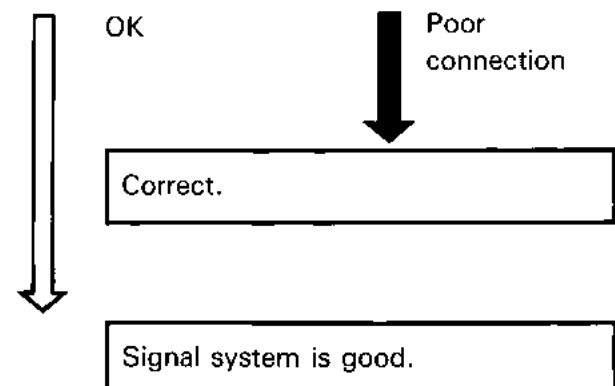 OK
Poor
connection
Correct.
Signal system is good.